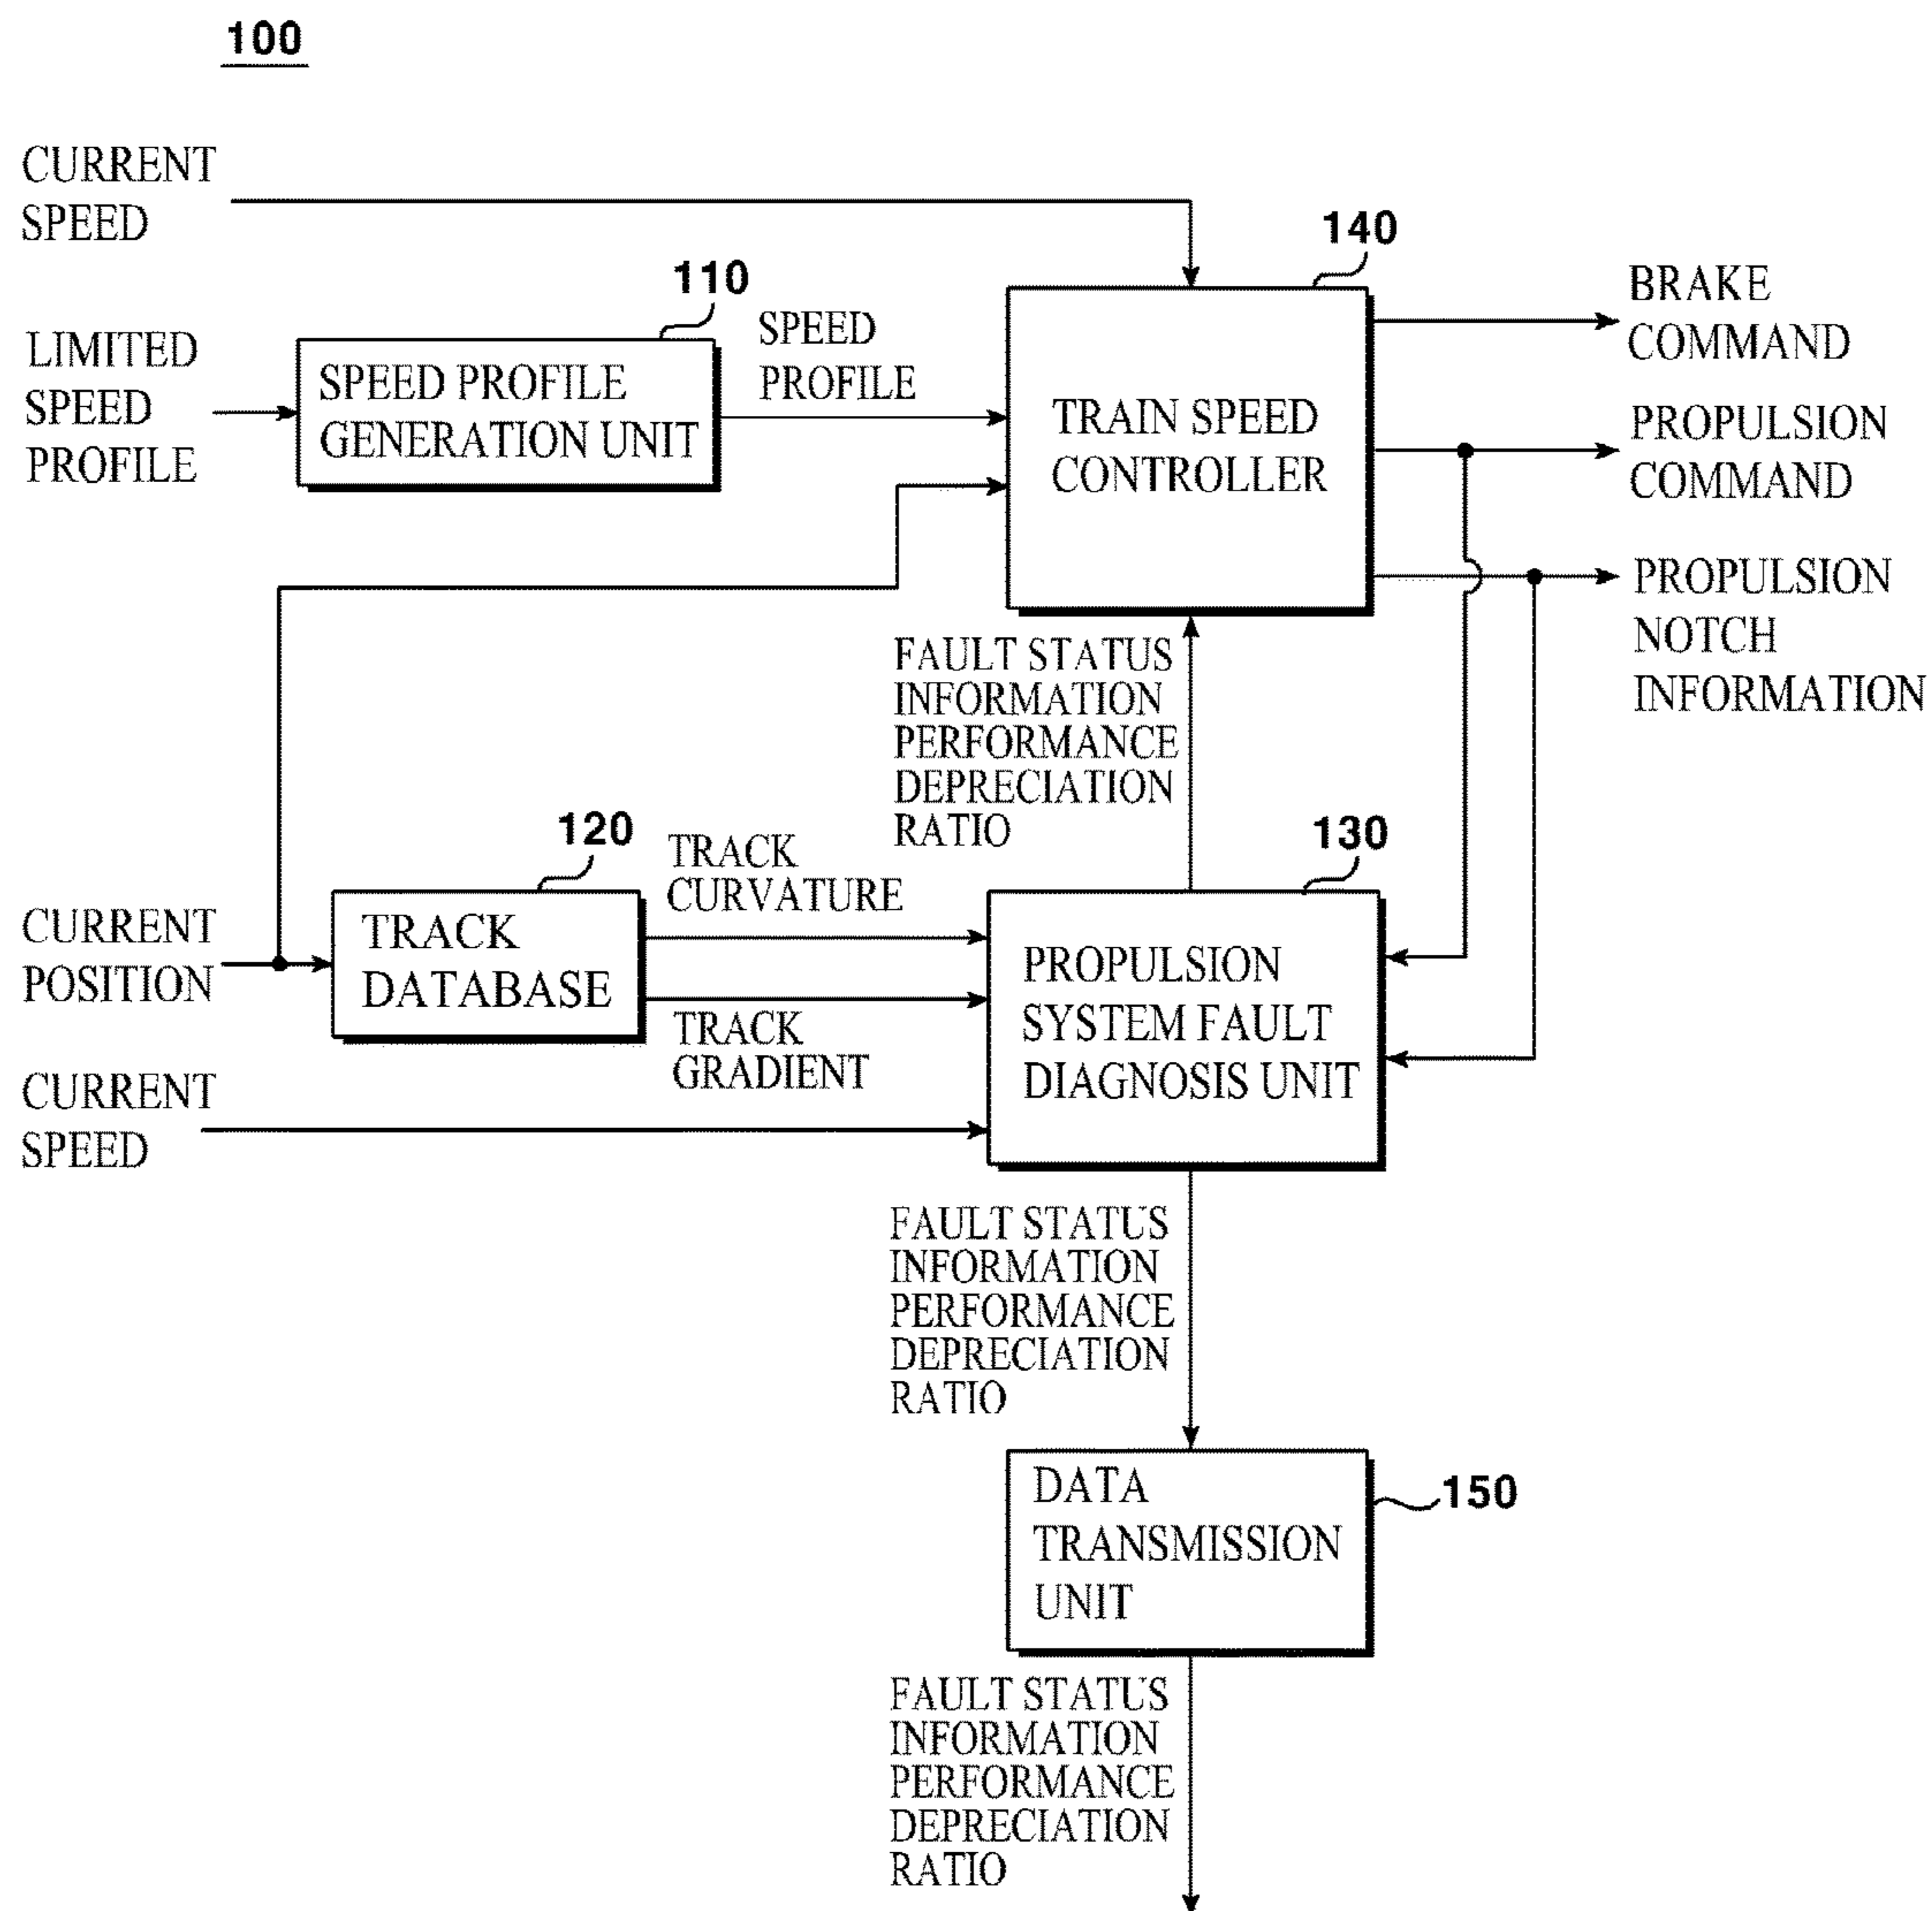 100
CURRENT
SPEED
140
110
BRAKE
COMMAND
LIMITED
SPEED
PROFILE
SPEED PROFILE
GENERATION UNIT
SPEED
PROFILE
TRAIN SPEED
CONTROLLER
PROPULSION
COMMAND
PROPULSION
NOTCH
INFORMATION
FAULT STATUS
INFORMATION
PERFORMANCE
DEPRECIATION
RATIO
120
TRACK
CURVATURE
130
CURRENT
POSITION
TRACK
DATABASE
PROPULSION
SYSTEM FAULT
DIAGNOSIS UNIT
TRACK
GRADIENT
CURRENT
SPEED
FAULT STATUS
INFORMATION
PERFORMANCE
DEPRECIATION
RATIO
DATA
TRANSMISSION
UNIT
150
FAULT STATUS
INFORMATION
PERFORMANCE
DEPRECIATION
RATIO